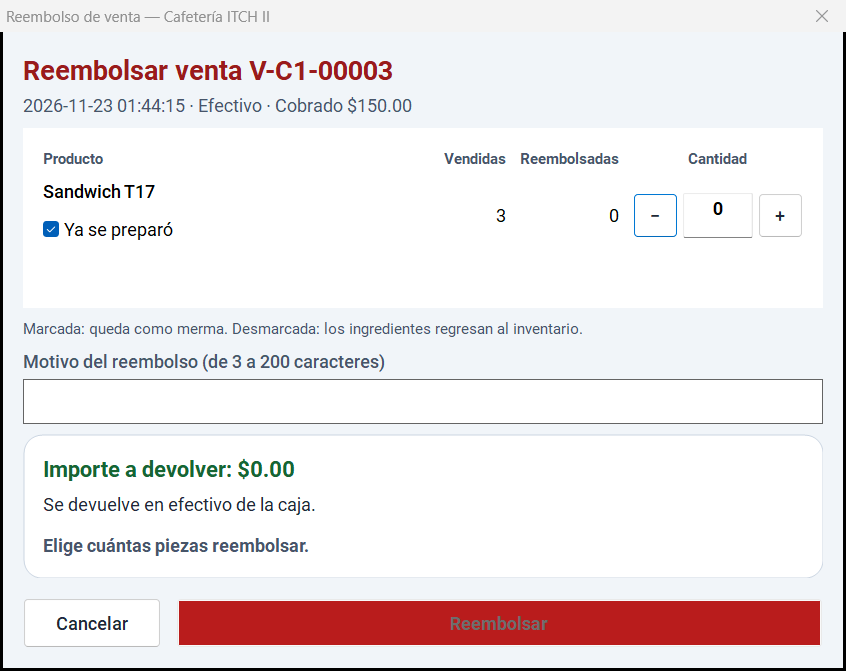 Reembolso de venta — Cafetería ITCH II
Reembolsar venta V-C1-00003
2026-11-23 01:44:15 · Efectivo · Cobrado $150.00
Producto Vendidas Reembolsadas Cantidad
Sandwich T17
Ya se preparó 3 0 − 0 +
Marcada: queda como merma. Desmarcada: los ingredientes regresan al inventario.
Motivo del reembolso (de 3 a 200 caracteres)
Importe a devolver: $0.00
Se devuelve en efectivo de la caja.
Elige cuántas piezas reembolsar.
Cancelar Reembolsar